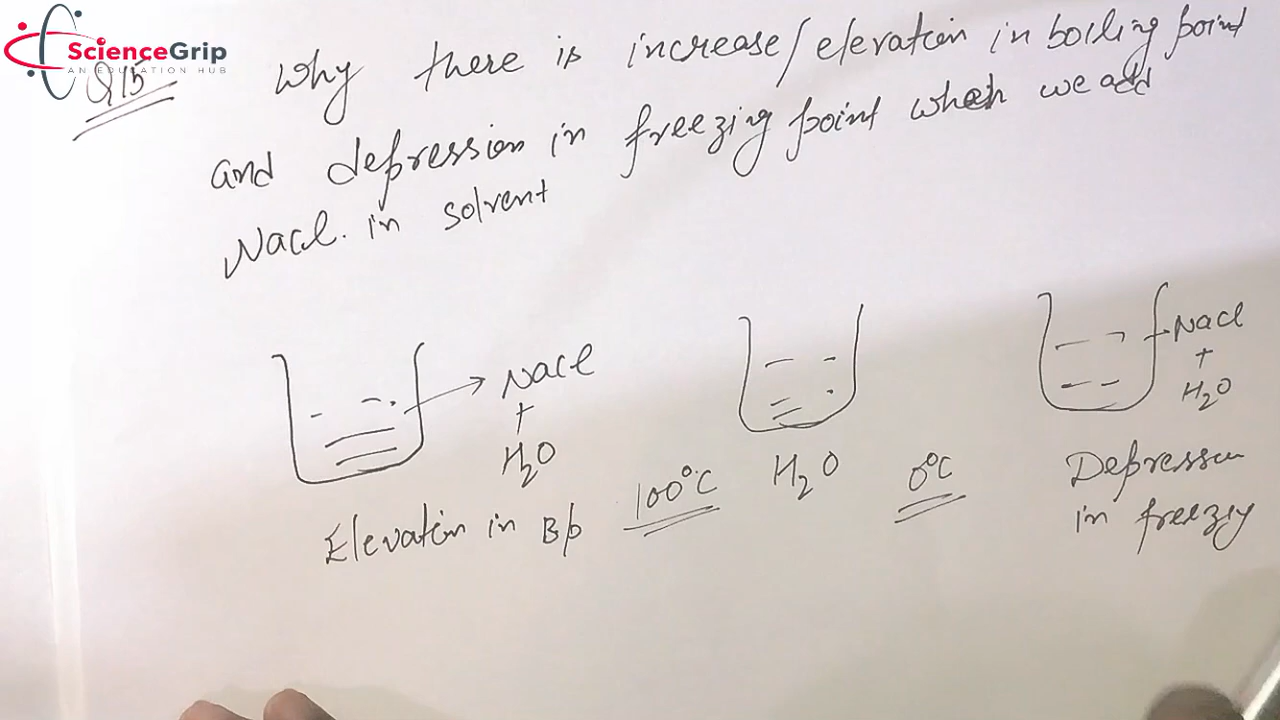 ScienceGrip
AN EDUCATION HUB
Q15
Why there is increase/elevation in boiling point
and depression in freezing point when we add
NaCl. in solvent
NaCl
+
H2O
Elevation in Bp
100°C
H2O
0°C
NaCl
+
H2O
Depression
in freezing